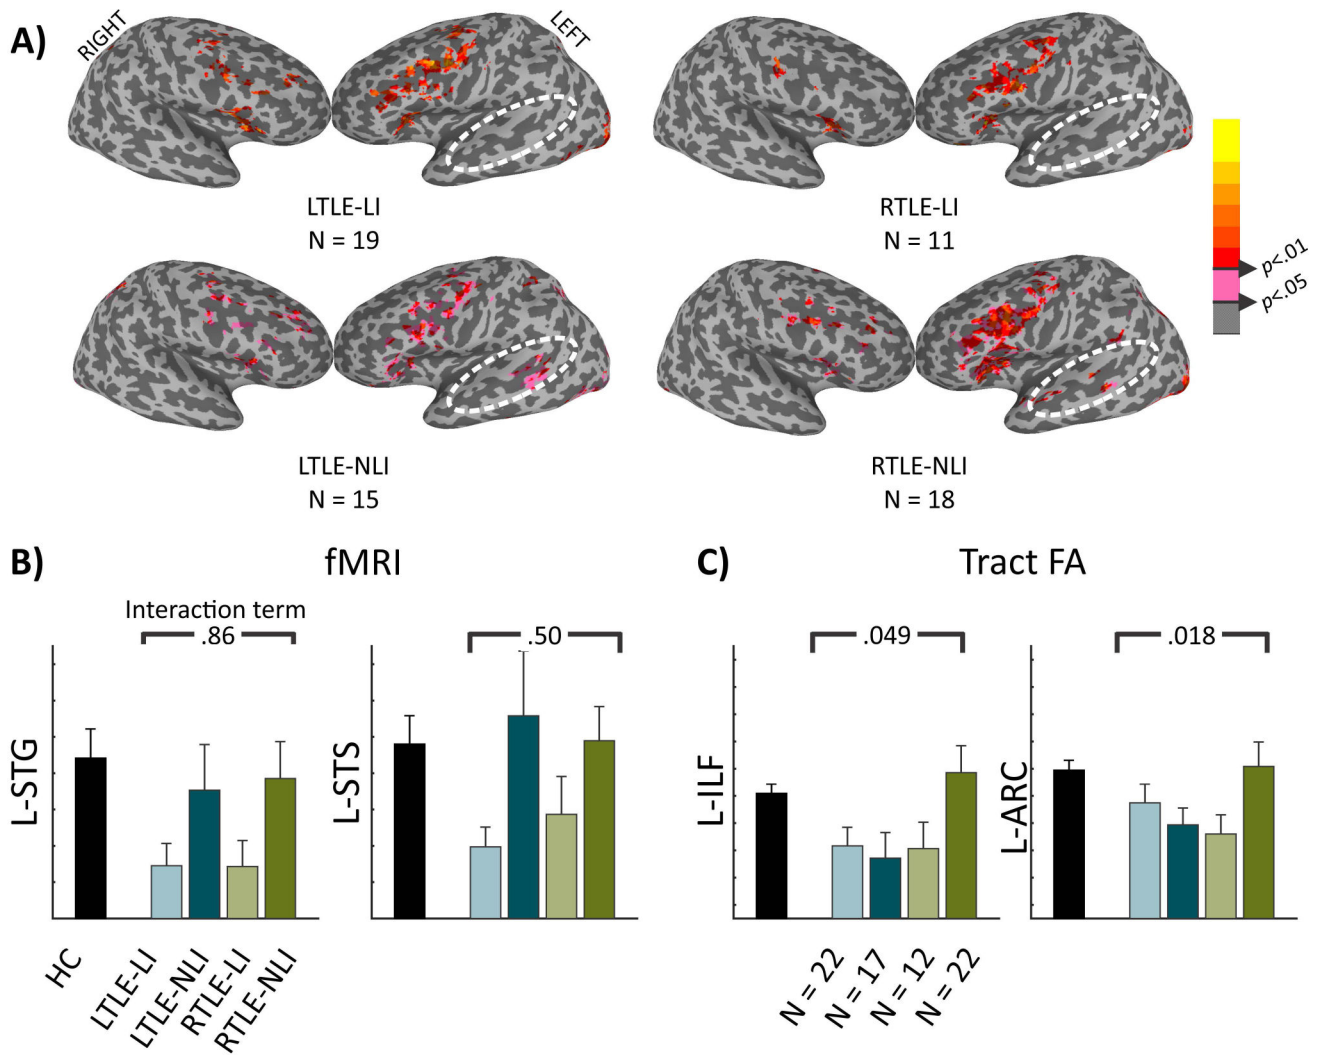 A)
RIGHT
LEFT
LTLE-LI
N = 19
RTLE-LI
N = 11
p<.01
p<.05
LTLE-NLI
N = 15
RTLE-NLI
N = 18
B)
fMRI
Interaction term
.86
.50
L-STG
L-STS
HC
LTLE-LI
LTLE-NLI
RTLE-LI
RTLE-NLI
C)
Tract FA
.049
.018
L-ILF
L-ARC
N = 22
N = 17
N = 12
N = 22